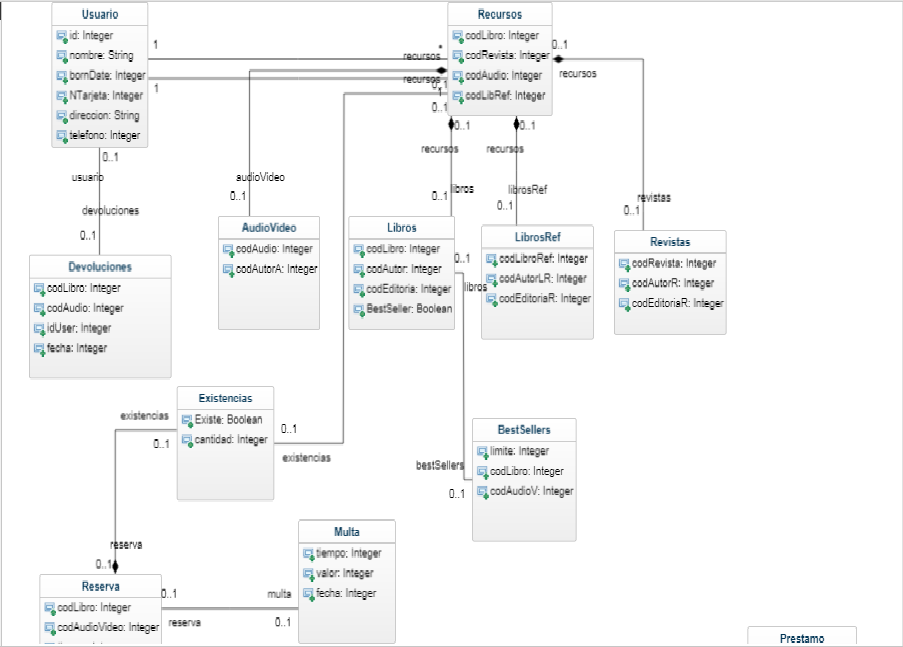 Usuario
id: Integer
nombre: String
bornDate: Integer
NTarjeta: Integer
direccion: String
telefono: Integer
1
1
recursos
*
recursos
0..1
*
0..1
Recursos
codLibro: Integer
codRevista: Integer
codAudio: Integer
codLibRef: Integer
0..1
recursos
0..1
usuario
devoluciones
0..1
audioVideo
0..1
0..1
recursos
libros
0..1
0..1
recursos
librosRef
0..1
revistas
0..1
Devoluciones
codLibro: Integer
codAudio: Integer
idUser: Integer
fecha: Integer
AudioVideo
codAudio: Integer
codAutorA: Integer
Libros
codLibro: Integer
codAutor: Integer
codEditoria: Integer
BestSeller: Boolean
0..1
libros
LibrosRef
codLibroRef: Integer
codAutorLR: Integer
codEditoriaR: Integer
Revistas
codRevista: Integer
codAutorR: Integer
codEditoriaR: Integer
Existencias
Existe: Boolean
cantidad: Integer
existencias
0..1
0..1
existencias
bestSellers
0..1
BestSellers
limite: Integer
codLibro: Integer
codAudioV: Integer
reserva
0..1
Reserva
codLibro: Integer
codAudioVideo: Integer
0..1
reserva
multa
0..1
Multa
tiempo: Integer
valor: Integer
fecha: Integer
Prestamo